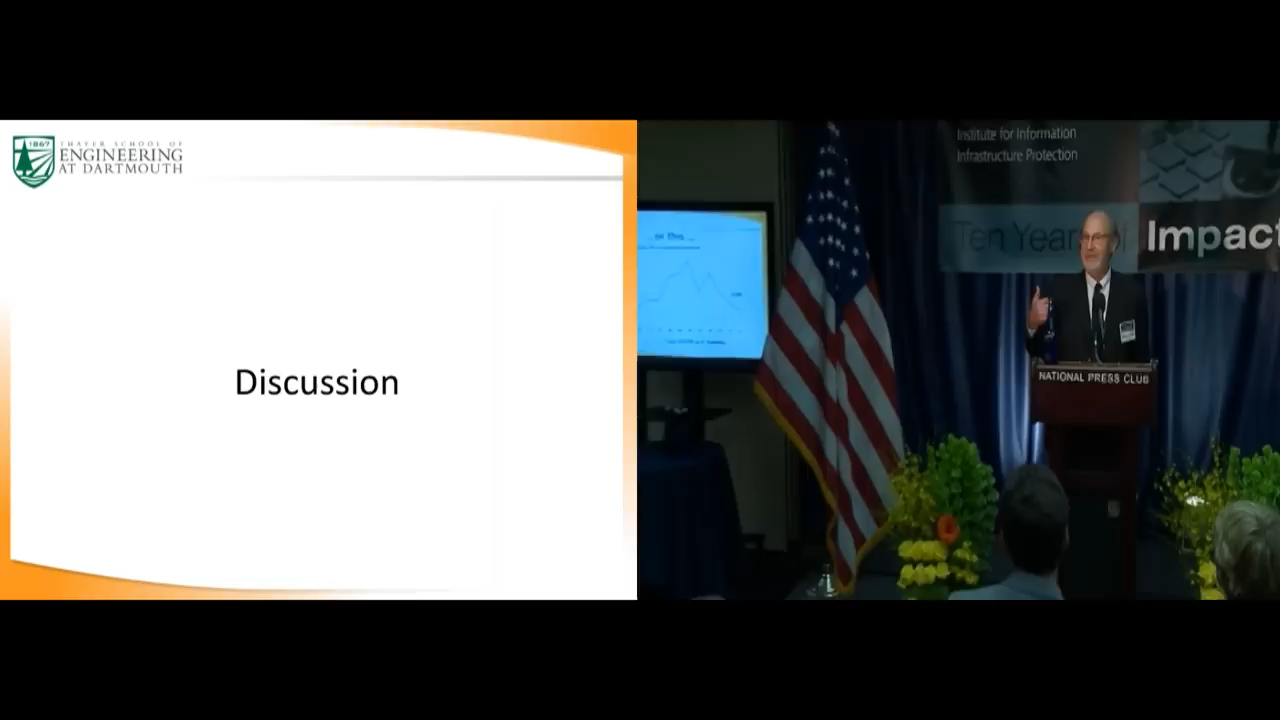 1867
THAYER SCHOOL OF
ENGINEERING
AT DARTMOUTH
Discussion
Institute for Information
Infrastructure Protection
Ten Years of
Impact
NATIONAL PRESS CLUB